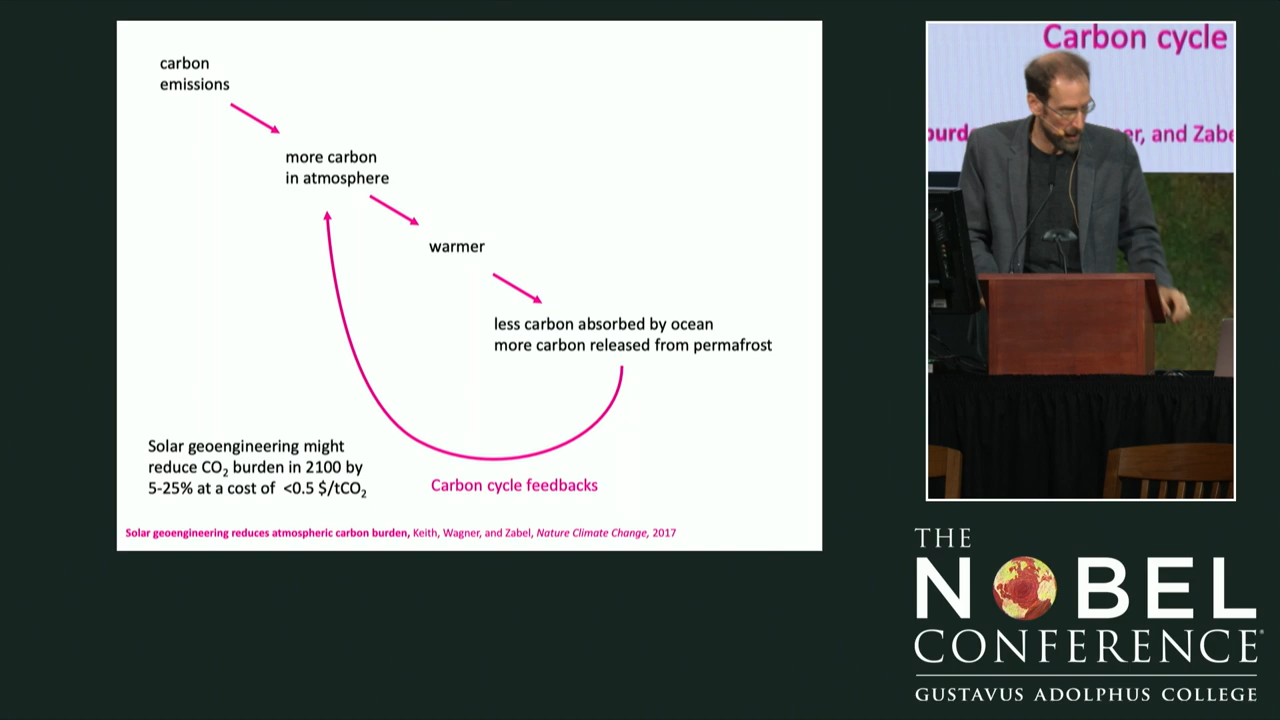 carbon
emissions
more carbon
in atmosphere
warmer
less carbon absorbed by ocean
more carbon released from permafrost
Solar geoengineering might
reduce CO₂ burden in 2100 by
5-25% at a cost of <0.5 $/tCO₂
Carbon cycle feedbacks
Solar geoengineering reduces atmospheric carbon burden, Keith, Wagner, and Zabel, Nature Climate Change, 2017
Carbon cycle
, and Zabe
THE
NOBEL
CONFERENCE®
GUSTAVUS ADOLPHUS COLLEGE